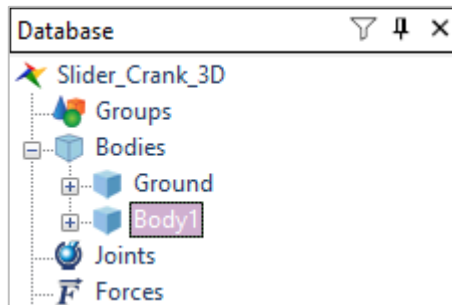 Database
Slider_Crank_3D
Groups
Bodies
Ground
Body1
Joints
Forces